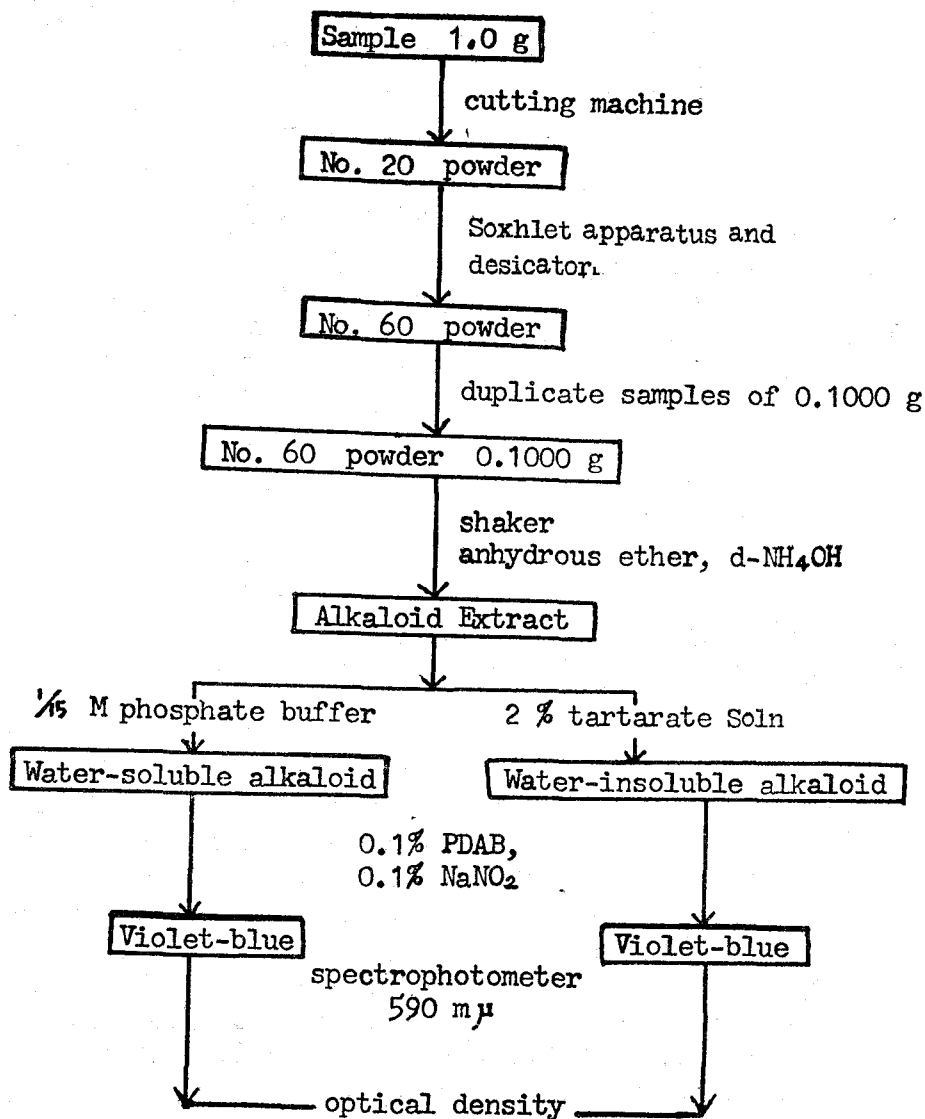 Sample 1.0 g
cutting machine
No. 20 powder
Soxhlet apparatus and
desicator.
No. 60 powder
duplicate samples of 0.1000 g
No. 60 powder 0.1000 g
shaker
anhydrous ether, d-NH₄OH
Alkaloid Extract
1/15 M phosphate buffer
2 % tartarate Soln
Water-soluble alkaloid
Water-insoluble alkaloid
0.1% PDAB,
0.1% NaNO₂
Violet-blue
Violet-blue
spectrophotometer
590 mµ
optical density